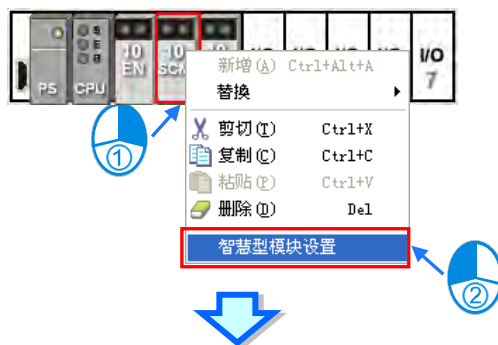 PS
CPU
10
EN
10
SCM
10
I/O
7
新增(A) Ctrl+Alt+A
替换
剪切(T) Ctrl+X
复制(C) Ctrl+C
粘贴(P) Ctrl+V
删除(D) Del
智慧型模块设置
1
2